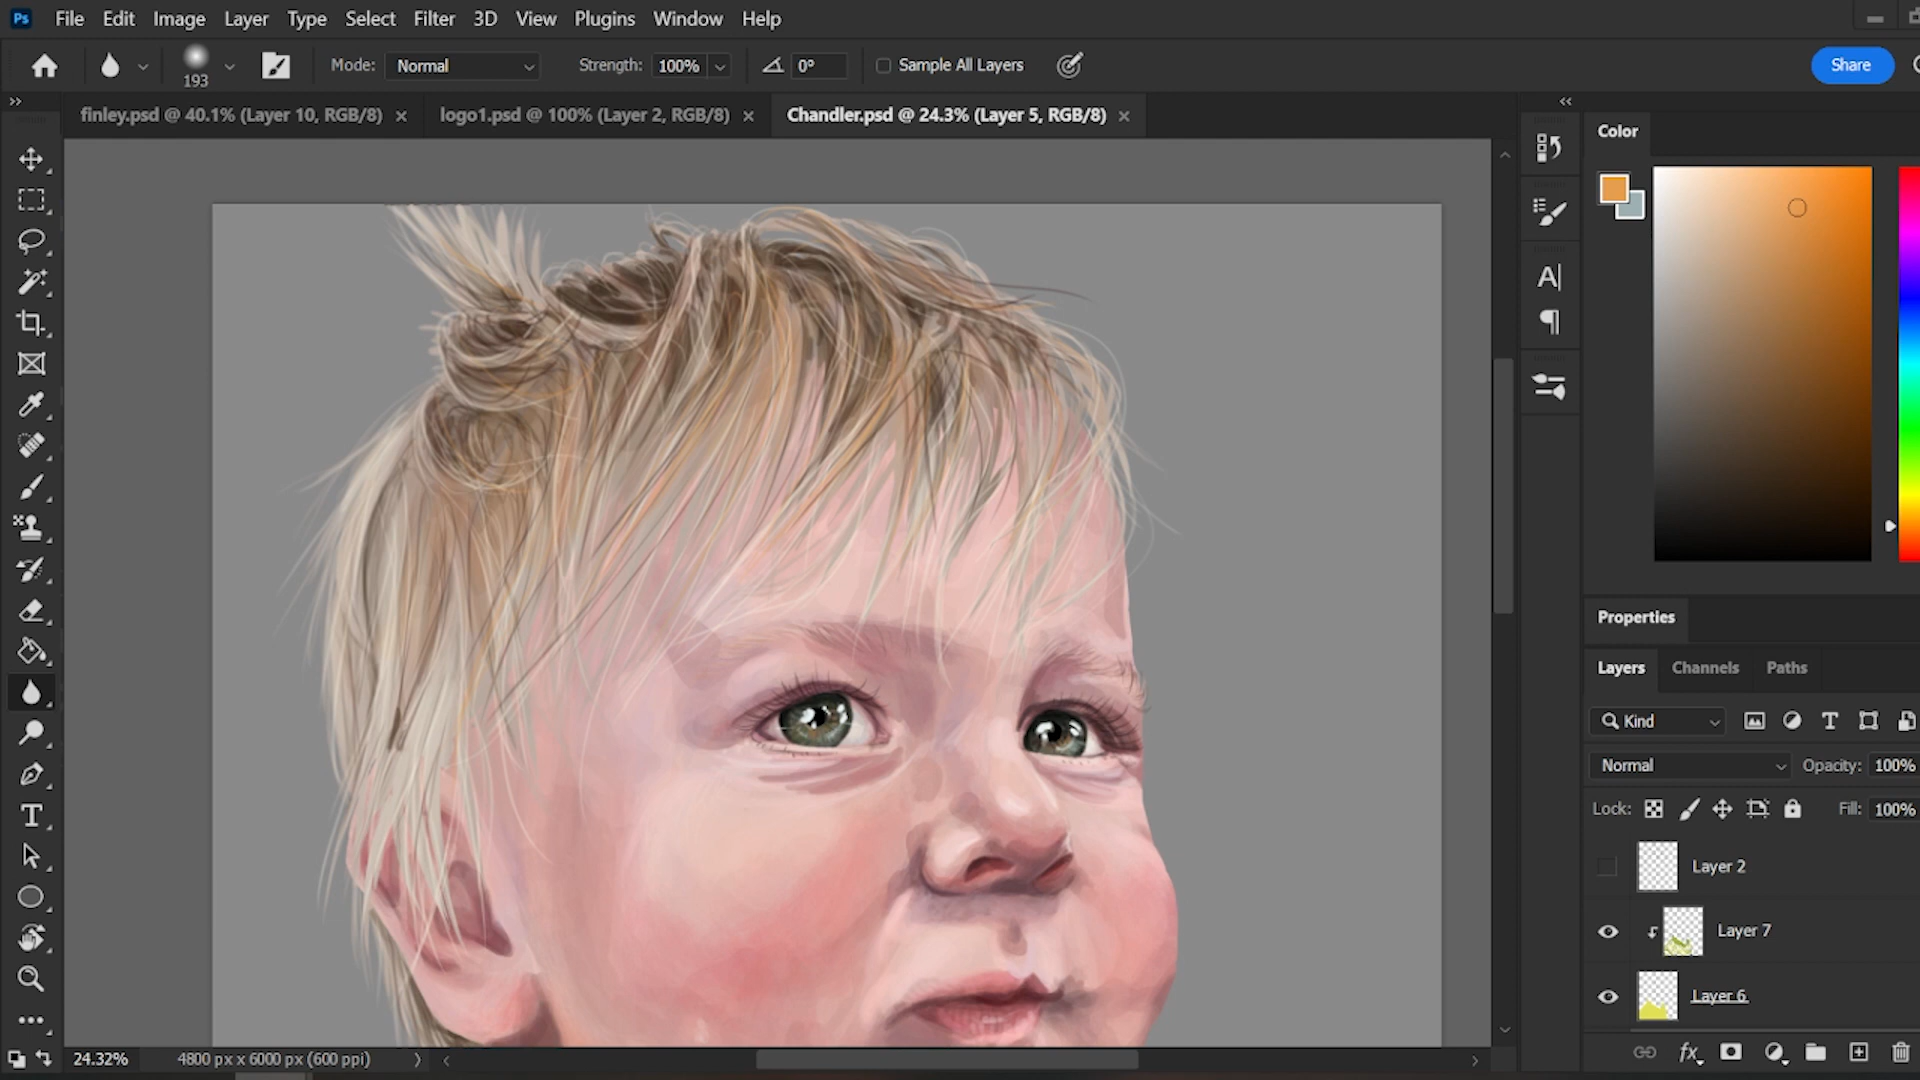 Ps File Edit Image Layer Type Select Filter 3D View Plugins Window Help
193 Mode: Normal Strength: 100% 0° Sample All Layers Share
finley.psd @ 40.1% (Layer 10, RGB/8) × logo1.psd @ 100% (Layer 2, RGB/8) × Chandler.psd @ 24.3% (Layer 5, RGB/8) ×
Color
Properties
Layers Channels Paths
Kind
Normal Opacity: 100%
Lock: Fill: 100%
Layer 2
Layer 7
Layer 6
24.32% 4800 px x 6000 px (600 ppi)